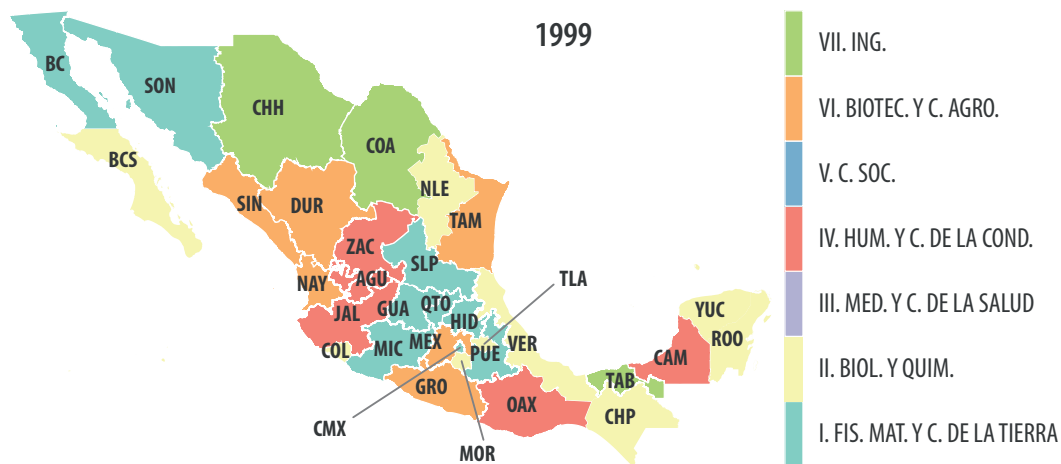 1999
BC
SON
CHH
COA
BCS
NLE
SIN
DUR
TAM
ZAC
SLP
TLA
NAY
AGU
GUA
QTO
JAL
HID
YUC
ROO
COL
MIC
MEX
PUE
VER
CAM
TAB
GRO
OAX
CHP
CMX
MOR
VII. ING.
VI. BIOTEC. Y C. AGRO.
V. C. SOC.
IV. HUM. Y C. DE LA COND.
III. MED. Y C. DE LA SALUD
II. BIOL. Y QUIM.
I. FIS. MAT. Y C. DE LA TIERRA